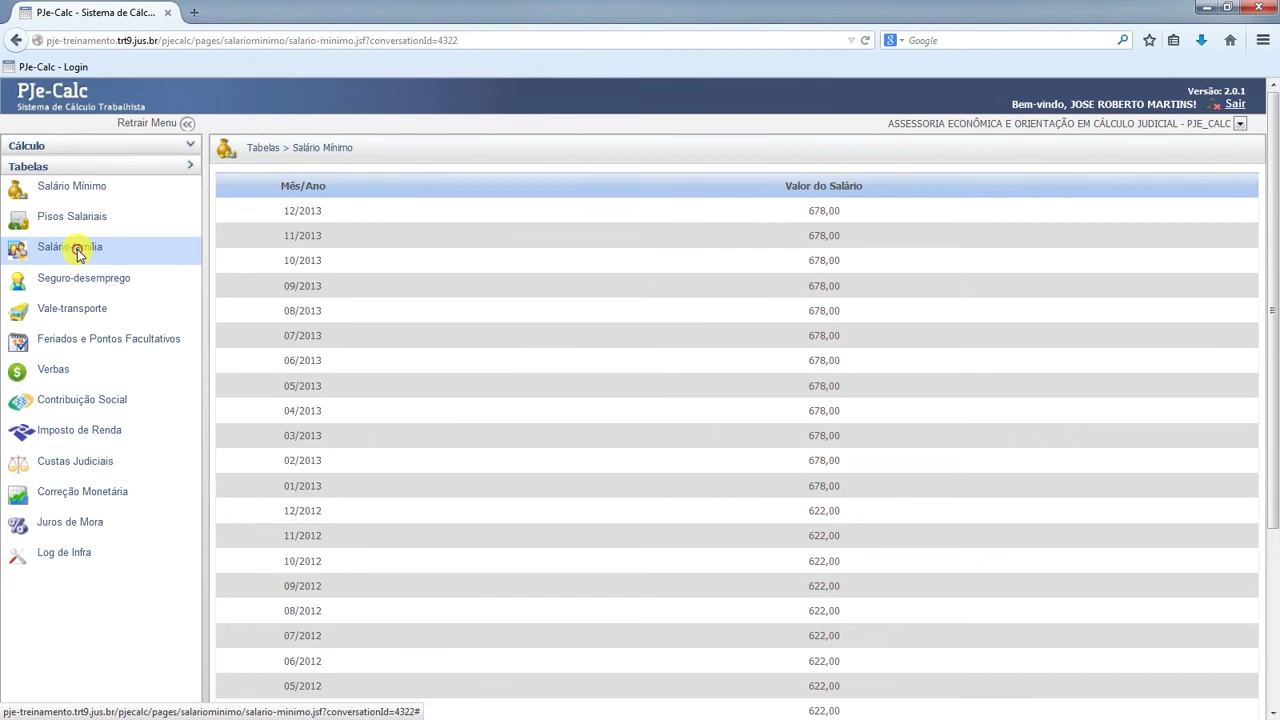 PJe-Calc - Sistema de Cálc...
pje-treinamento.trt9.jus.br/pjecalc/pages/salariominimo/salario-minimo.jsf?conversationId=4322
Google
PJe-Calc - Login
PJe-Calc
Sistema de Cálculo Trabalhista
Versão: 2.0.1
Bem-vindo, JOSE ROBERTO MARTINS! Sair
Retrair Menu
ASSESSORIA ECONÔMICA E ORIENTAÇÃO EM CÁLCULO JUDICIAL - PJE_CALC
Cálculo
Tabelas
Salário Mínimo
Pisos Salariais
Salário-família
Seguro-desemprego
Vale-transporte
Feriados e Pontos Facultativos
Verbas
Contribuição Social
Imposto de Renda
Custas Judiciais
Correção Monetária
Juros de Mora
Log de Infra
Tabelas > Salário Mínimo
Mês/Ano Valor do Salário
12/2013 678,00
11/2013 678,00
10/2013 678,00
09/2013 678,00
08/2013 678,00
07/2013 678,00
06/2013 678,00
05/2013 678,00
04/2013 678,00
03/2013 678,00
02/2013 678,00
01/2013 678,00
12/2012 622,00
11/2012 622,00
10/2012 622,00
09/2012 622,00
08/2012 622,00
07/2012 622,00
06/2012 622,00
05/2012 622,00
622,00
pje-treinamento.trt9.jus.br/pjecalc/pages/salariominimo/salario-minimo.jsf?conversationId=4322#